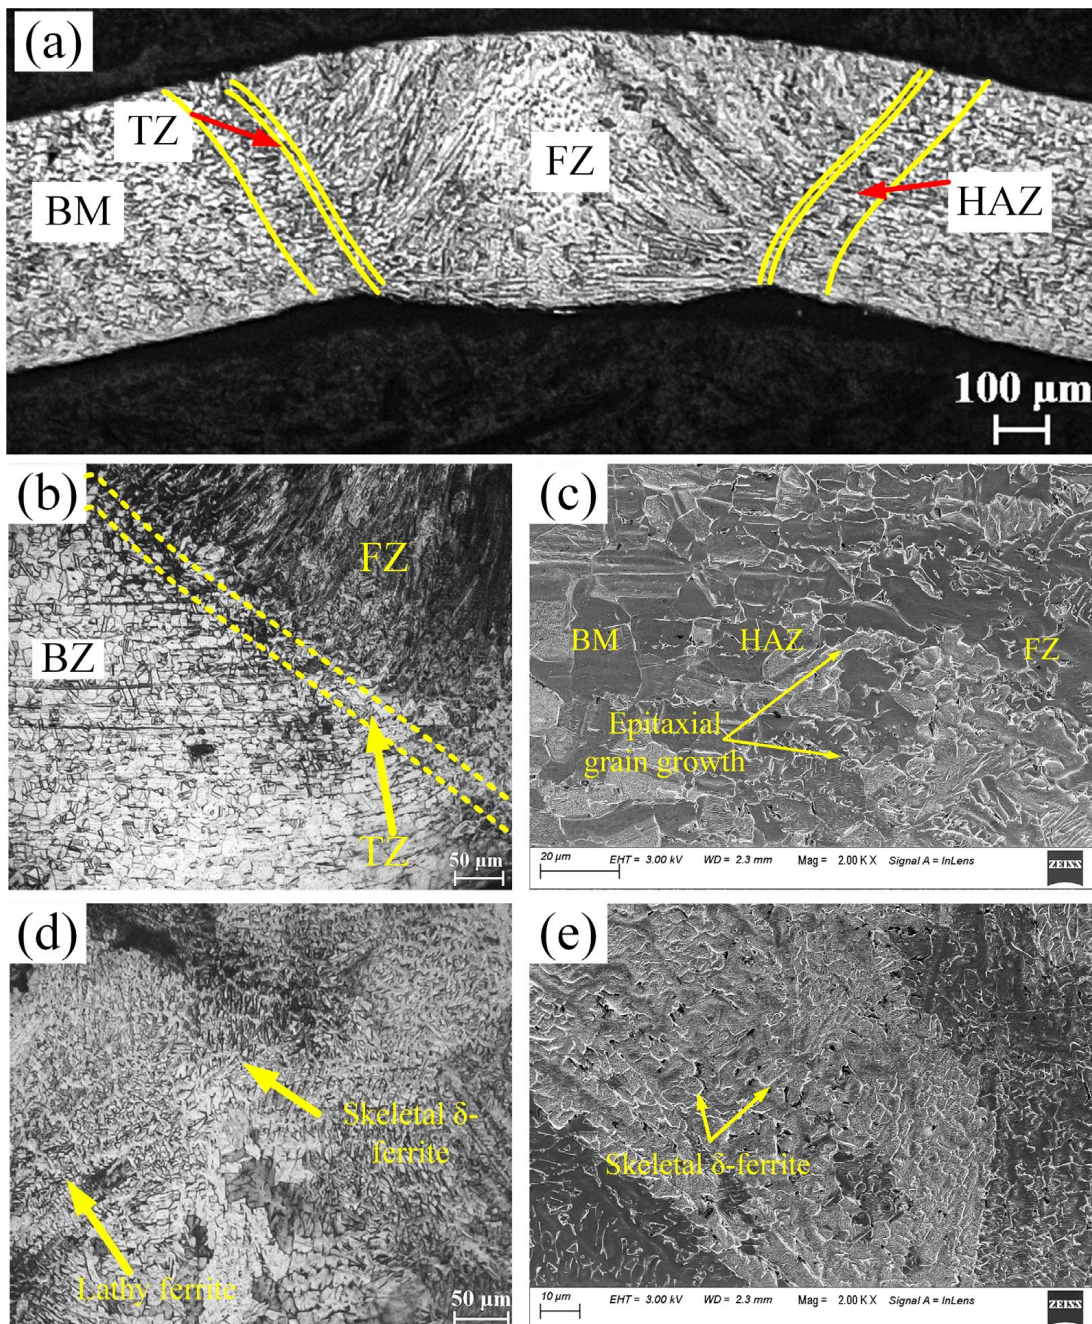 (a)
TZ
FZ
BM
HAZ
100 µm
(b)
FZ
BZ
TZ
50 µm
(c)
BM
HAZ
FZ
Epitaxial
grain growth
20 µm
EHT = 3.00 kV
WD = 2.3 mm
Mag = 2.00 K X
Signal A = InLens
ZEISS
(d)
Skeletal δ-
ferrite
Lathy ferrite
50 µm
(e)
Skeletal δ-ferrite
10 µm
EHT = 3.00 kV
WD = 2.3 mm
Mag = 2.00 K X
Signal A = InLens
ZEISS